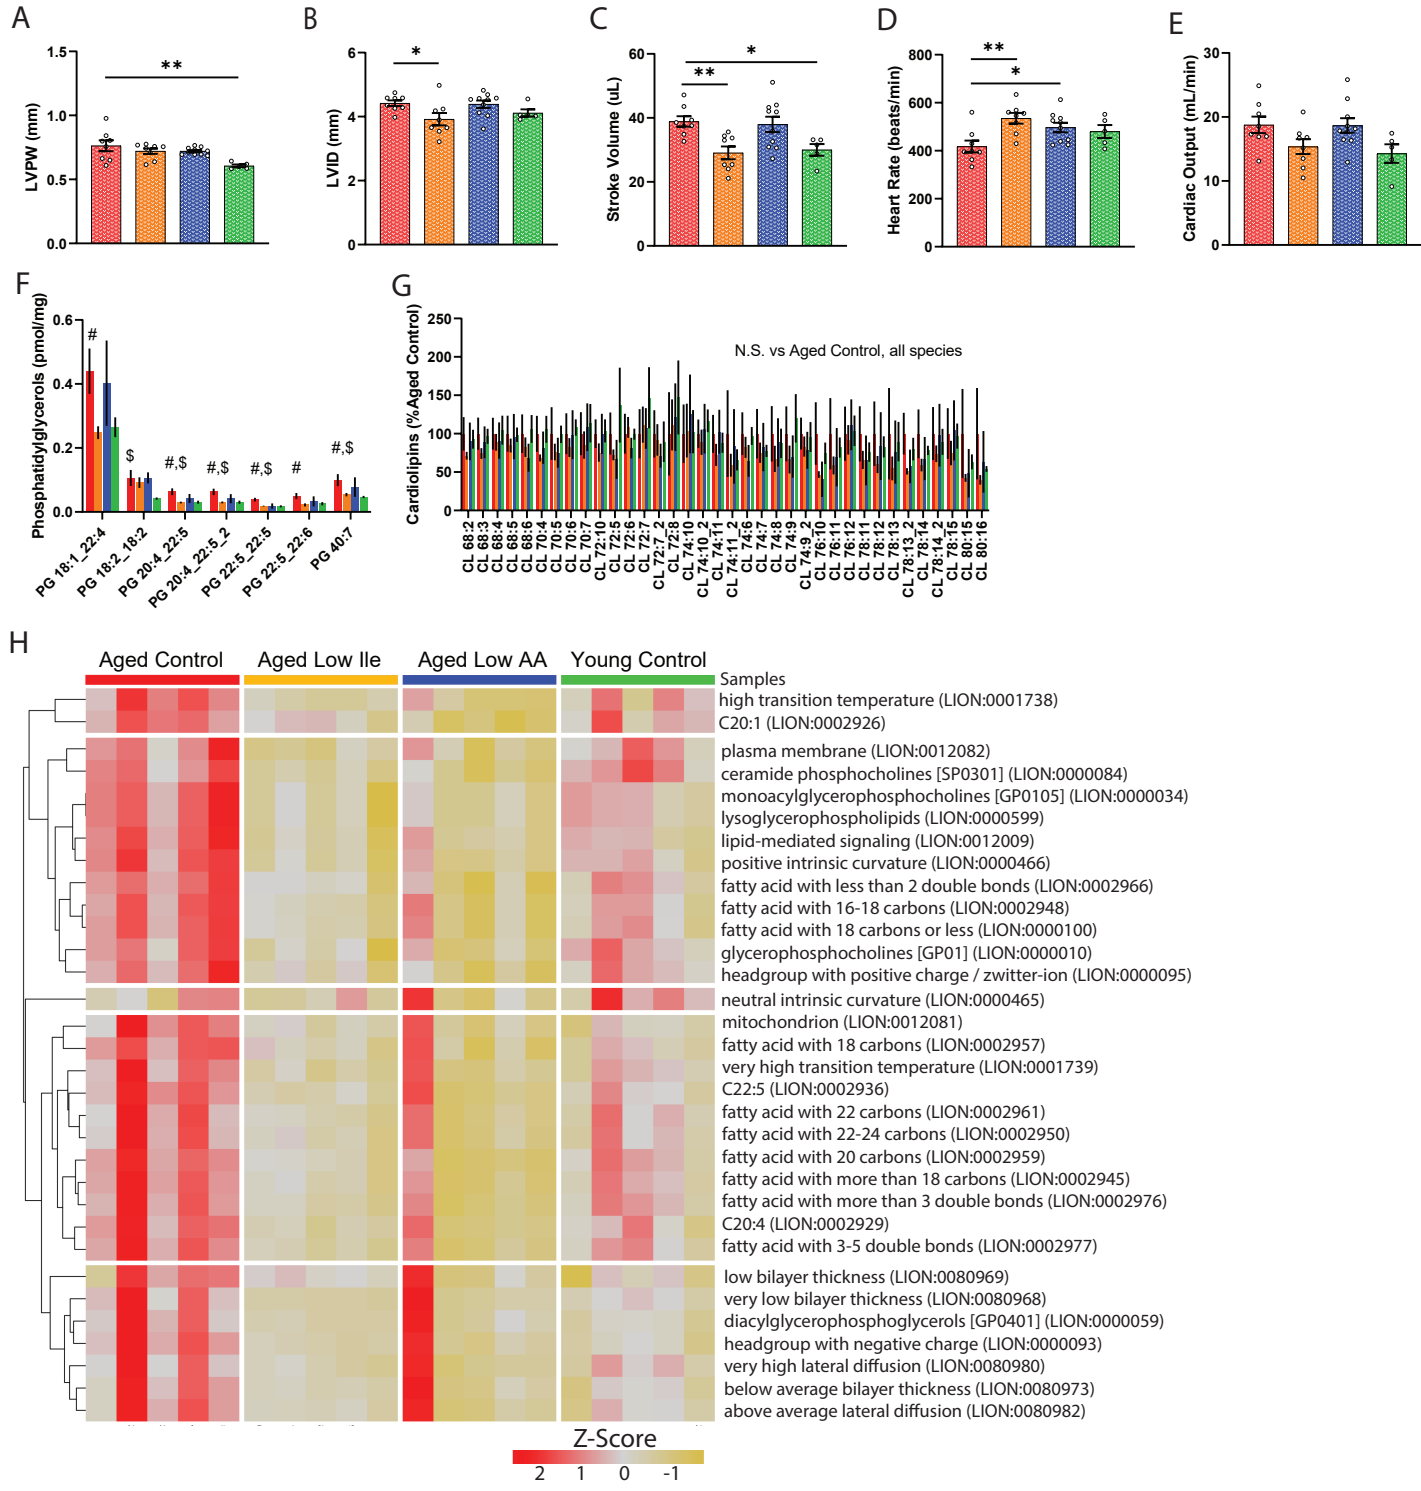 A
LVPW (mm)
1.5
1.0
0.5
0.0
**
B
LVID (mm)
6
4
2
0
*
C
Stroke Volume (uL)
60
40
20
0
*
**
D
Heart Rate (beats/min)
800
600
400
200
0
**
*
E
Cardiac Output (mL/min)
30
20
10
0
F
Phosphatidylglycerols (pmol/mg)
0.6
0.4
0.2
0.0
#
$
#,$
#,$
#,$
#
#,$
PG 18:1_22:4
PG 18:2_18:2
PG 20:4_22:5
PG 20:4_22:5_2
PG 22:5_22:5
PG 22:5_22:6
PG 40:7
G
Cardiolipins (%Aged Control)
250
200
150
100
50
0
N.S. vs Aged Control, all species
CL 68:2
CL 68:3
CL 68:4
CL 68:5
CL 68:6
CL 70:4
CL 70:5
CL 70:6
CL 70:7
CL 72:10
CL 72:5
CL 72:6
CL 72:7
CL 72:7_2
CL 72:8
CL 74:10
CL 74:10_2
CL 74:11
CL 74:11_2
CL 74:6
CL 74:7
CL 74:8
CL 74:9
CL 74:9_2
CL 76:10
CL 76:11
CL 76:12
CL 78:11
CL 78:12
CL 78:13
CL 78:13_2
CL 78:14
CL 78:14_2
CL 78:15
CL 80:15
CL 80:16
H
Aged Control
Aged Low Ile
Aged Low AA
Young Control
Samples
high transition temperature (LION:0001738)
C20:1 (LION:0002926)
plasma membrane (LION:0012082)
ceramide phosphocholines [SP0301] (LION:0000084)
monoacylglycerophosphocholines [GP0105] (LION:0000034)
lysoglycerophospholipids (LION:0000599)
lipid-mediated signaling (LION:0012009)
positive intrinsic curvature (LION:0000466)
fatty acid with less than 2 double bonds (LION:0002966)
fatty acid with 16-18 carbons (LION:0002948)
fatty acid with 18 carbons or less (LION:0000100)
glycerophosphocholines [GP01] (LION:0000010)
headgroup with positive charge / zwitter-ion (LION:0000095)
neutral intrinsic curvature (LION:0000465)
mitochondrion (LION:0012081)
fatty acid with 18 carbons (LION:0002957)
very high transition temperature (LION:0001739)
C22:5 (LION:0002936)
fatty acid with 22 carbons (LION:0002961)
fatty acid with 22-24 carbons (LION:0002950)
fatty acid with 20 carbons (LION:0002959)
fatty acid with more than 18 carbons (LION:0002945)
fatty acid with more than 3 double bonds (LION:0002976)
C20:4 (LION:0002929)
fatty acid with 3-5 double bonds (LION:0002977)
low bilayer thickness (LION:0080969)
very low bilayer thickness (LION:0080968)
diacylglycerophosphoglycerols [GP0401] (LION:0000059)
headgroup with negative charge (LION:0000093)
very high lateral diffusion (LION:0080980)
below average bilayer thickness (LION:0080973)
above average lateral diffusion (LION:0080982)
Z-Score
2 1 0 -1